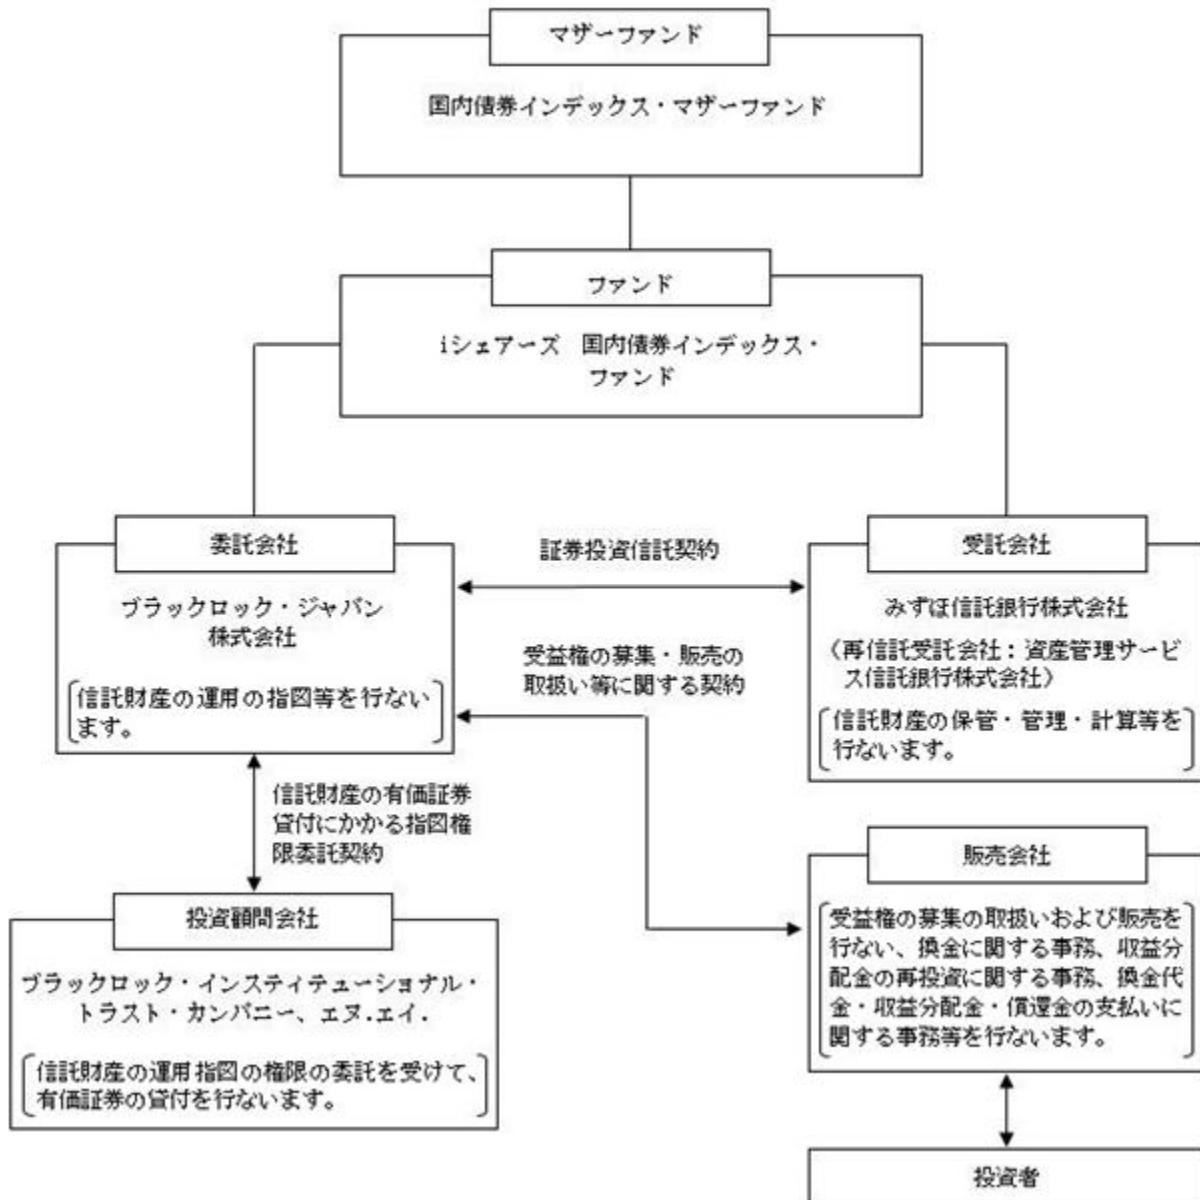 マザーファンド
国内債券インデックス・マザーファンド
ファンド
iシェアーズ 国内債券インデックス・
ファンド
委託会社
ブラックロック・ジャパン
株式会社
信託財産の運用の指図等を行ない
ます。
証券投資信託契約
受益権の募集・販売の
取扱い等に関する契約
受託会社
みずほ信託銀行株式会社
(再信託受託会社:資産管理サービ
ス信託銀行株式会社)
信託財産の保管・管理・計算等を
行ないます。
信託財産の有価証券
貸付にかかる指図権
限委託契約
投資顧問会社
ブラックロック・インスティテューショナル・
トラスト・カンパニー、エヌ.エイ.
信託財産の運用指図の権限の委託を受けて、
有価証券の貸付を行ないます。
販売会社
受益権の募集の取扱いおよび販売を
行ない、換金に関する事務、収益分
配金の再投資に関する事務、換金代
金・収益分配金・償還金の支払いに
関する事務等を行ないます。
投資者